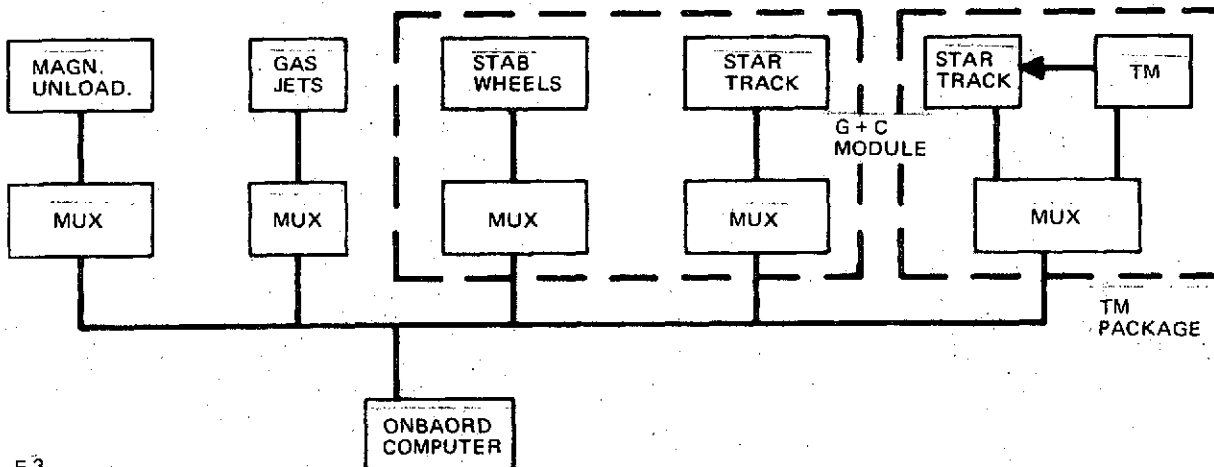 MAGN.
UNLOAD.
GAS
JETS
STAB
WHEELS
STAR
TRACK
STAR
TRACK
TM
G + C
MODULE
MUX
MUX
MUX
MUX
MUX
TM
PACKAGE
ONBAORD
COMPUTER
F3